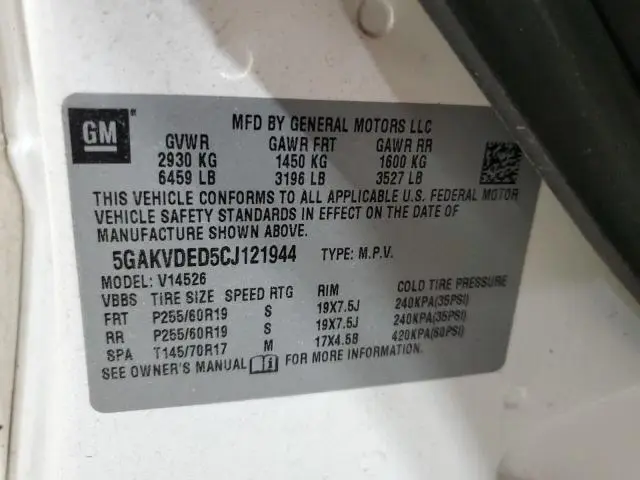 GM
MFD BY GENERAL MOTORS LLC
GVWR GAWR FRT GAWR RR
2930 KG 1450 KG 1600 KG
6459 LB 3196 LB 3527 LB
THIS VEHICLE CONFORMS TO ALL APPLICABLE U.S. FEDERAL MOTOR
VEHICLE SAFETY STANDARDS IN EFFECT ON THE DATE OF
MANUFACTURE SHOWN ABOVE.
5GAKVDED5CJ121944 TYPE: M.P.V.
MODEL: V14526
VBBS TIRE SIZE SPEED RTG RIM COLD TIRE PRESSURE
FRT P255/60R19 S 19X7.5J 240KPA(35PSI)
RR P255/60R19 S 19X7.5J 240KPA(35PSI)
SPA T145/70R17 M 17X4.5B 420KPA(60PSI)
SEE OWNER'S MANUAL FOR MORE INFORMATION.